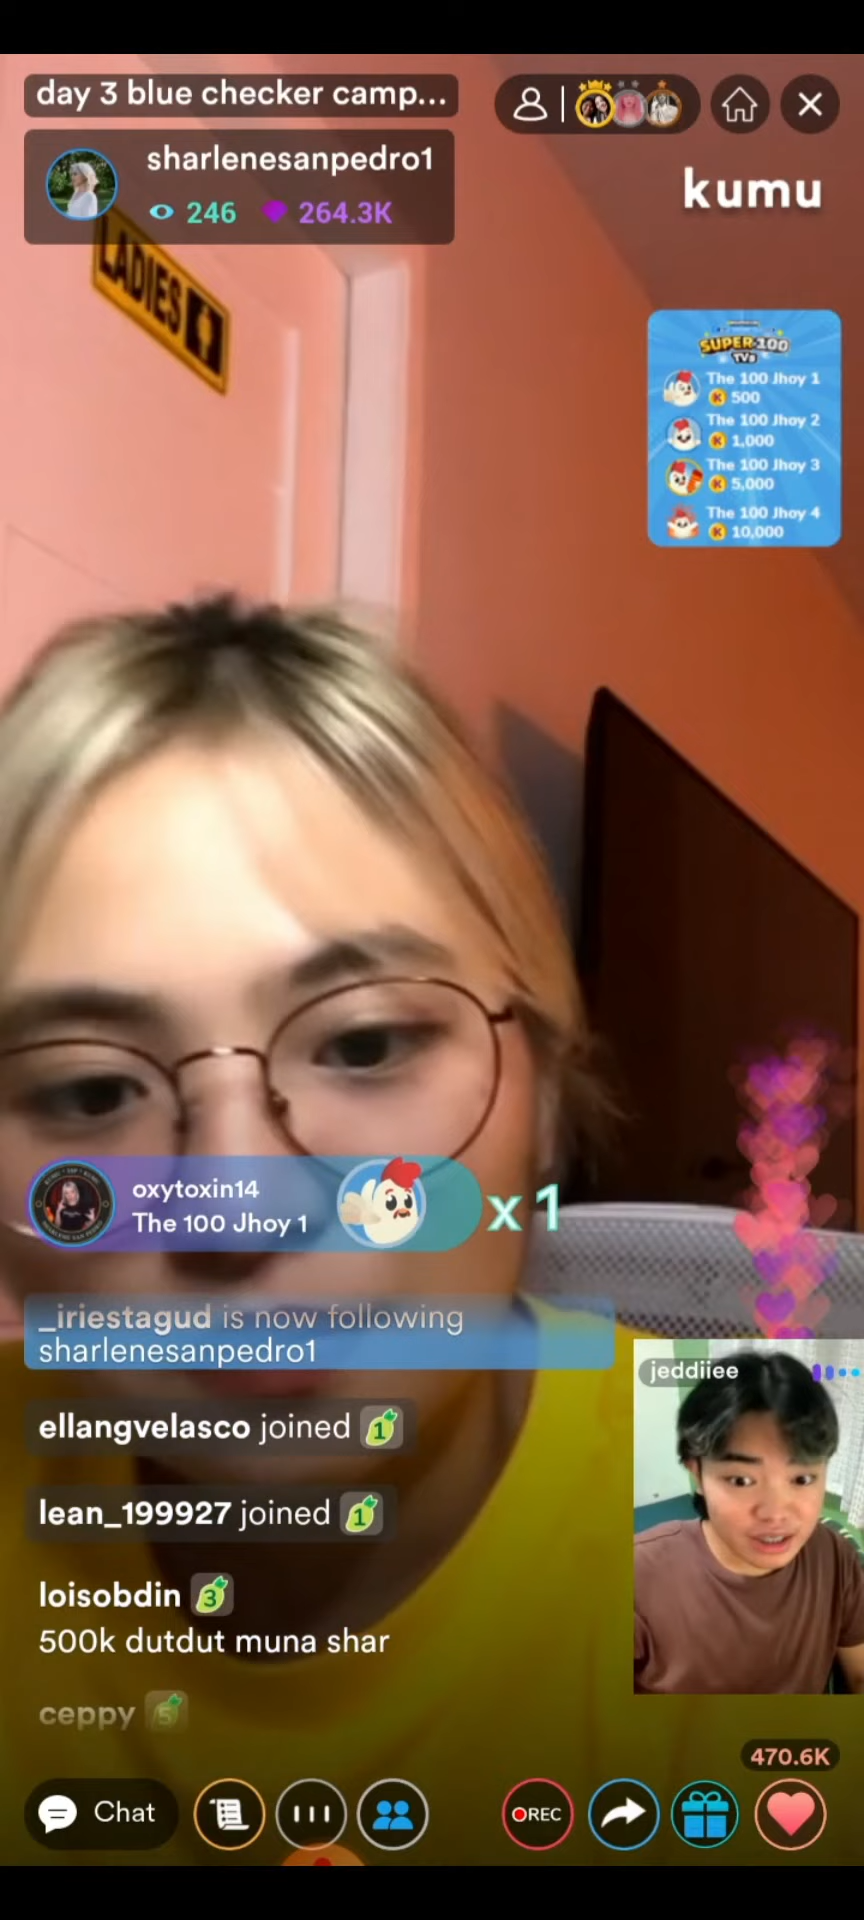 day 3 blue checker camp...
sharlenesanpedro1
246 264.3K
kumu
LADIES
SUPER 100
TVs
The 100 Jhoy 1
K 500
The 100 Jhoy 2
K 1,000
The 100 Jhoy 3
K 5,000
The 100 Jhoy 4
K 10,000
oxytoxin14
The 100 Jhoy 1
x 1
_iriestagud is now following
sharlenesanpedro1
jeddiiee
ellangvelasco joined 1
lean_199927 joined 1
loisobdin 3
500k dutdut muna shar
ceppy 5
470.6K
Chat
REC